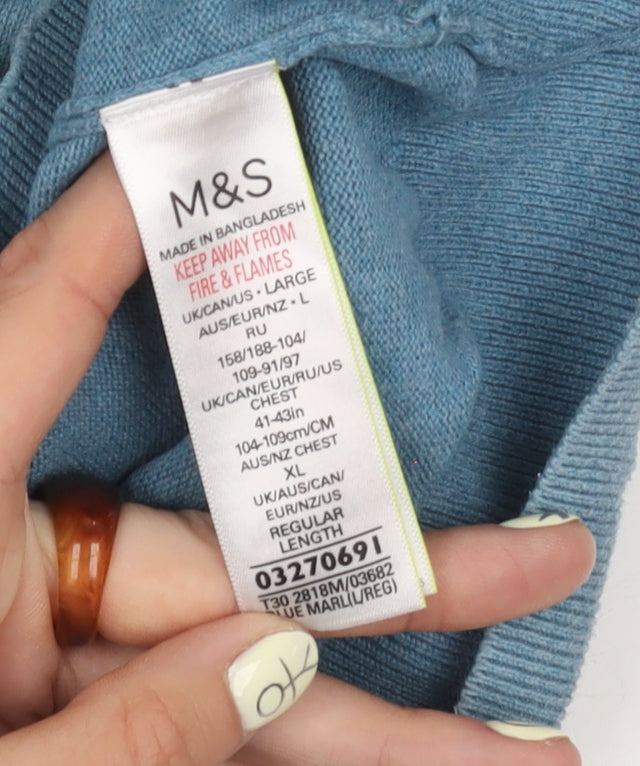 M&S
MADE IN BANGLADESH
KEEP AWAY FROM
FIRE & FLAMES
UK/CAN/US • LARGE
AUS/EUR/NZ • L
RU
158/188-104/
109-91/97
UK/CAN/EUR/RU/US
CHEST
41-43in
104-109cm/CM
AUS/NZ CHEST
XL
UK/AUS/CAN/
EUR/NZ/US
REGULAR
LENGTH
03270691
T30 2818M/03682
BLUE MARL(L/REG)
OK